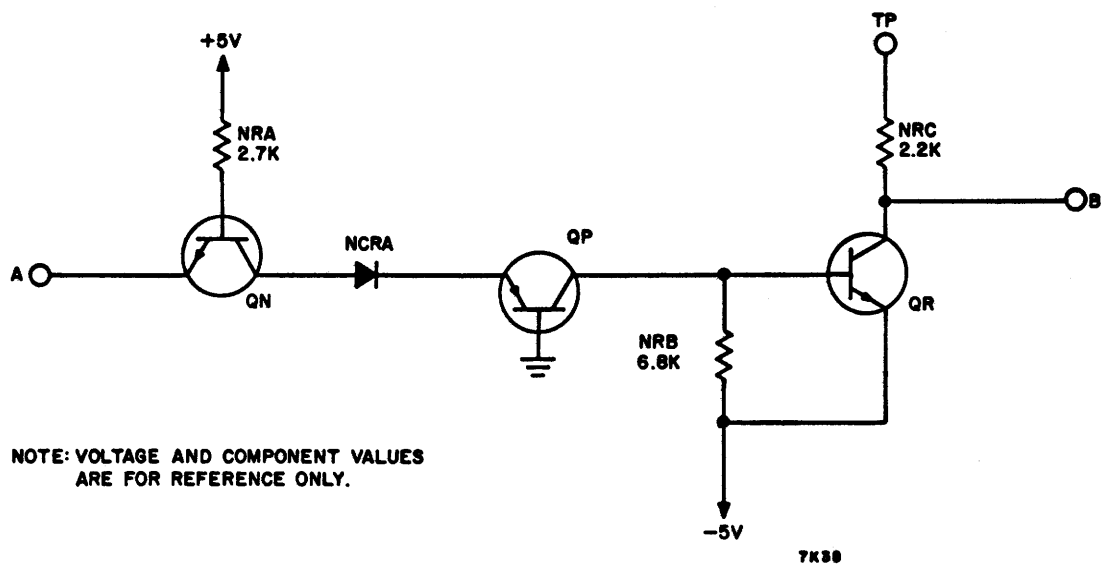 TP
+5V
NRA
2.7K
NRC
2.2K
B
A
QN
NCRA
QP
QR
NRB
6.8K
NOTE: VOLTAGE AND COMPONENT VALUES
ARE FOR REFERENCE ONLY.
-5V
7K38